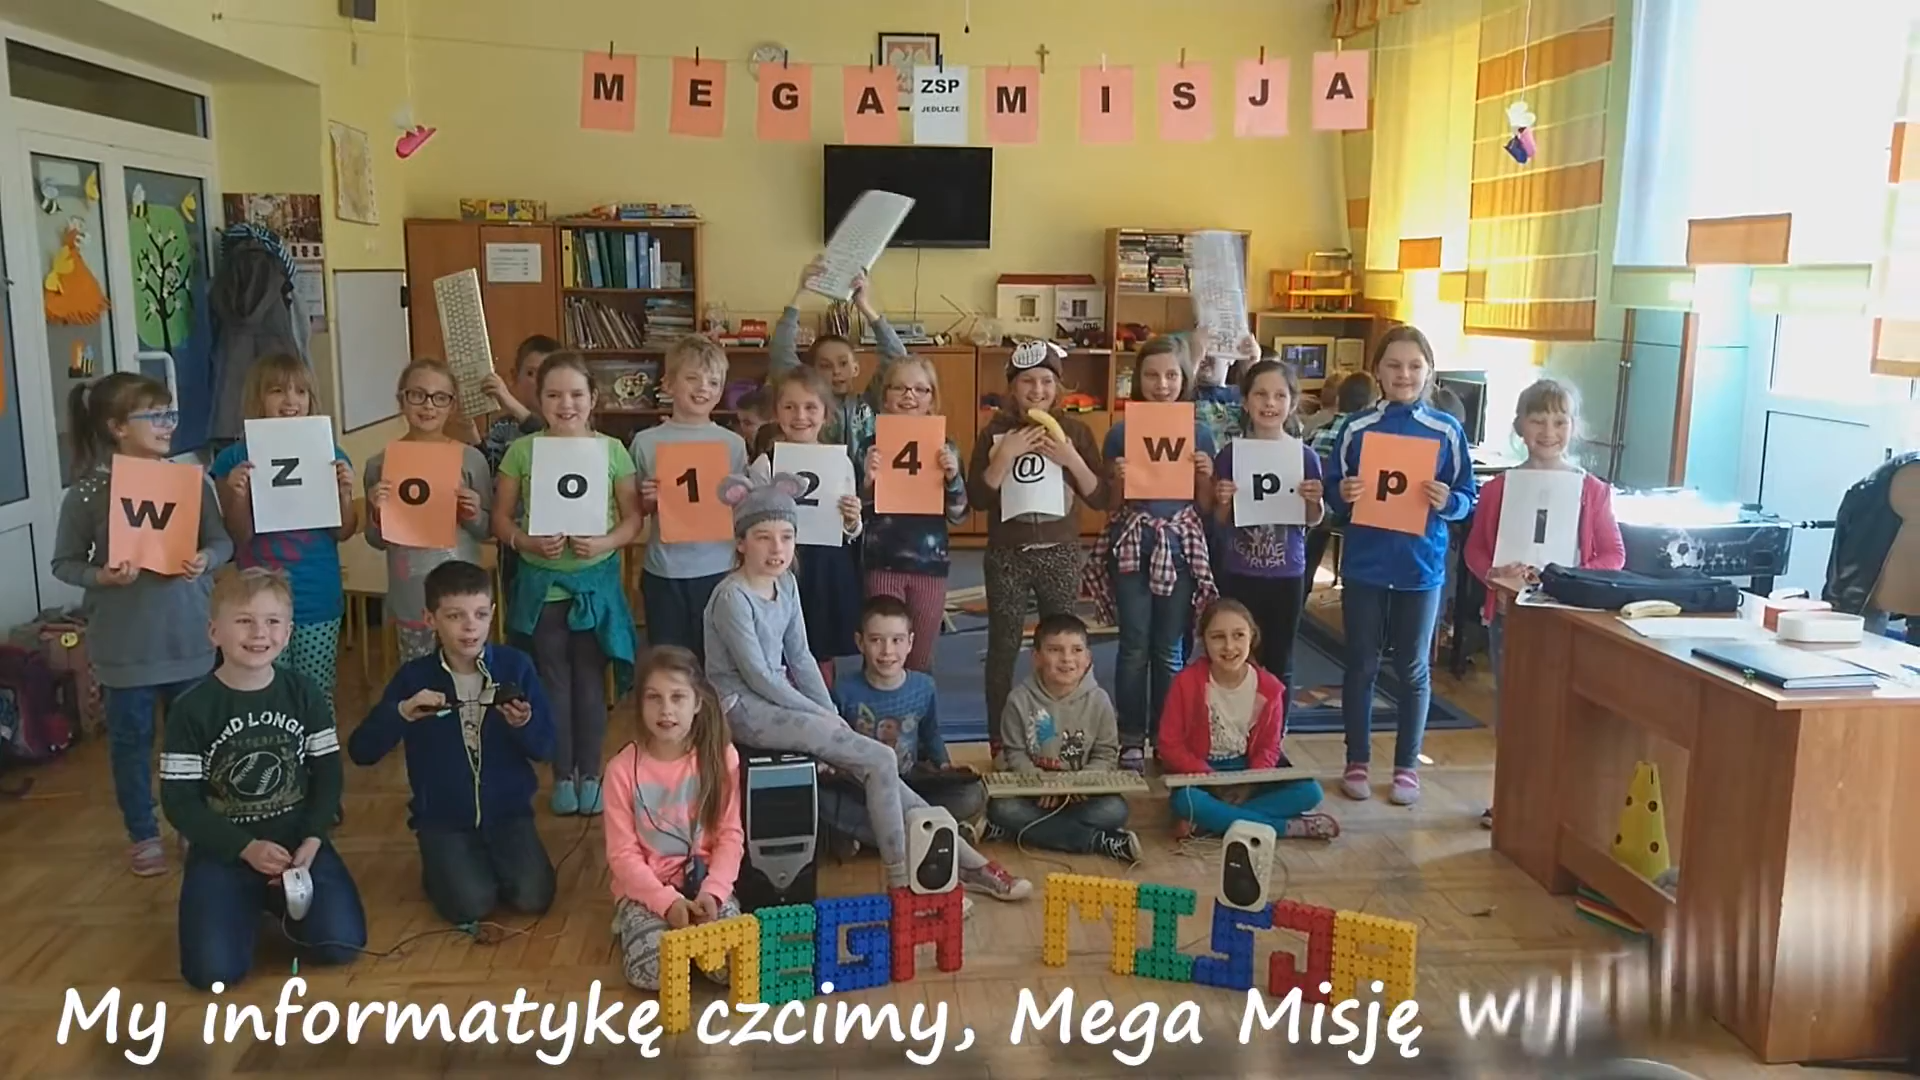 M E G A ZSP M I S J A
JEDLICZE
w z o o 1 2 4 @ w p. p l
MEGA MISJA
My informatykę czcimy, Mega Misję